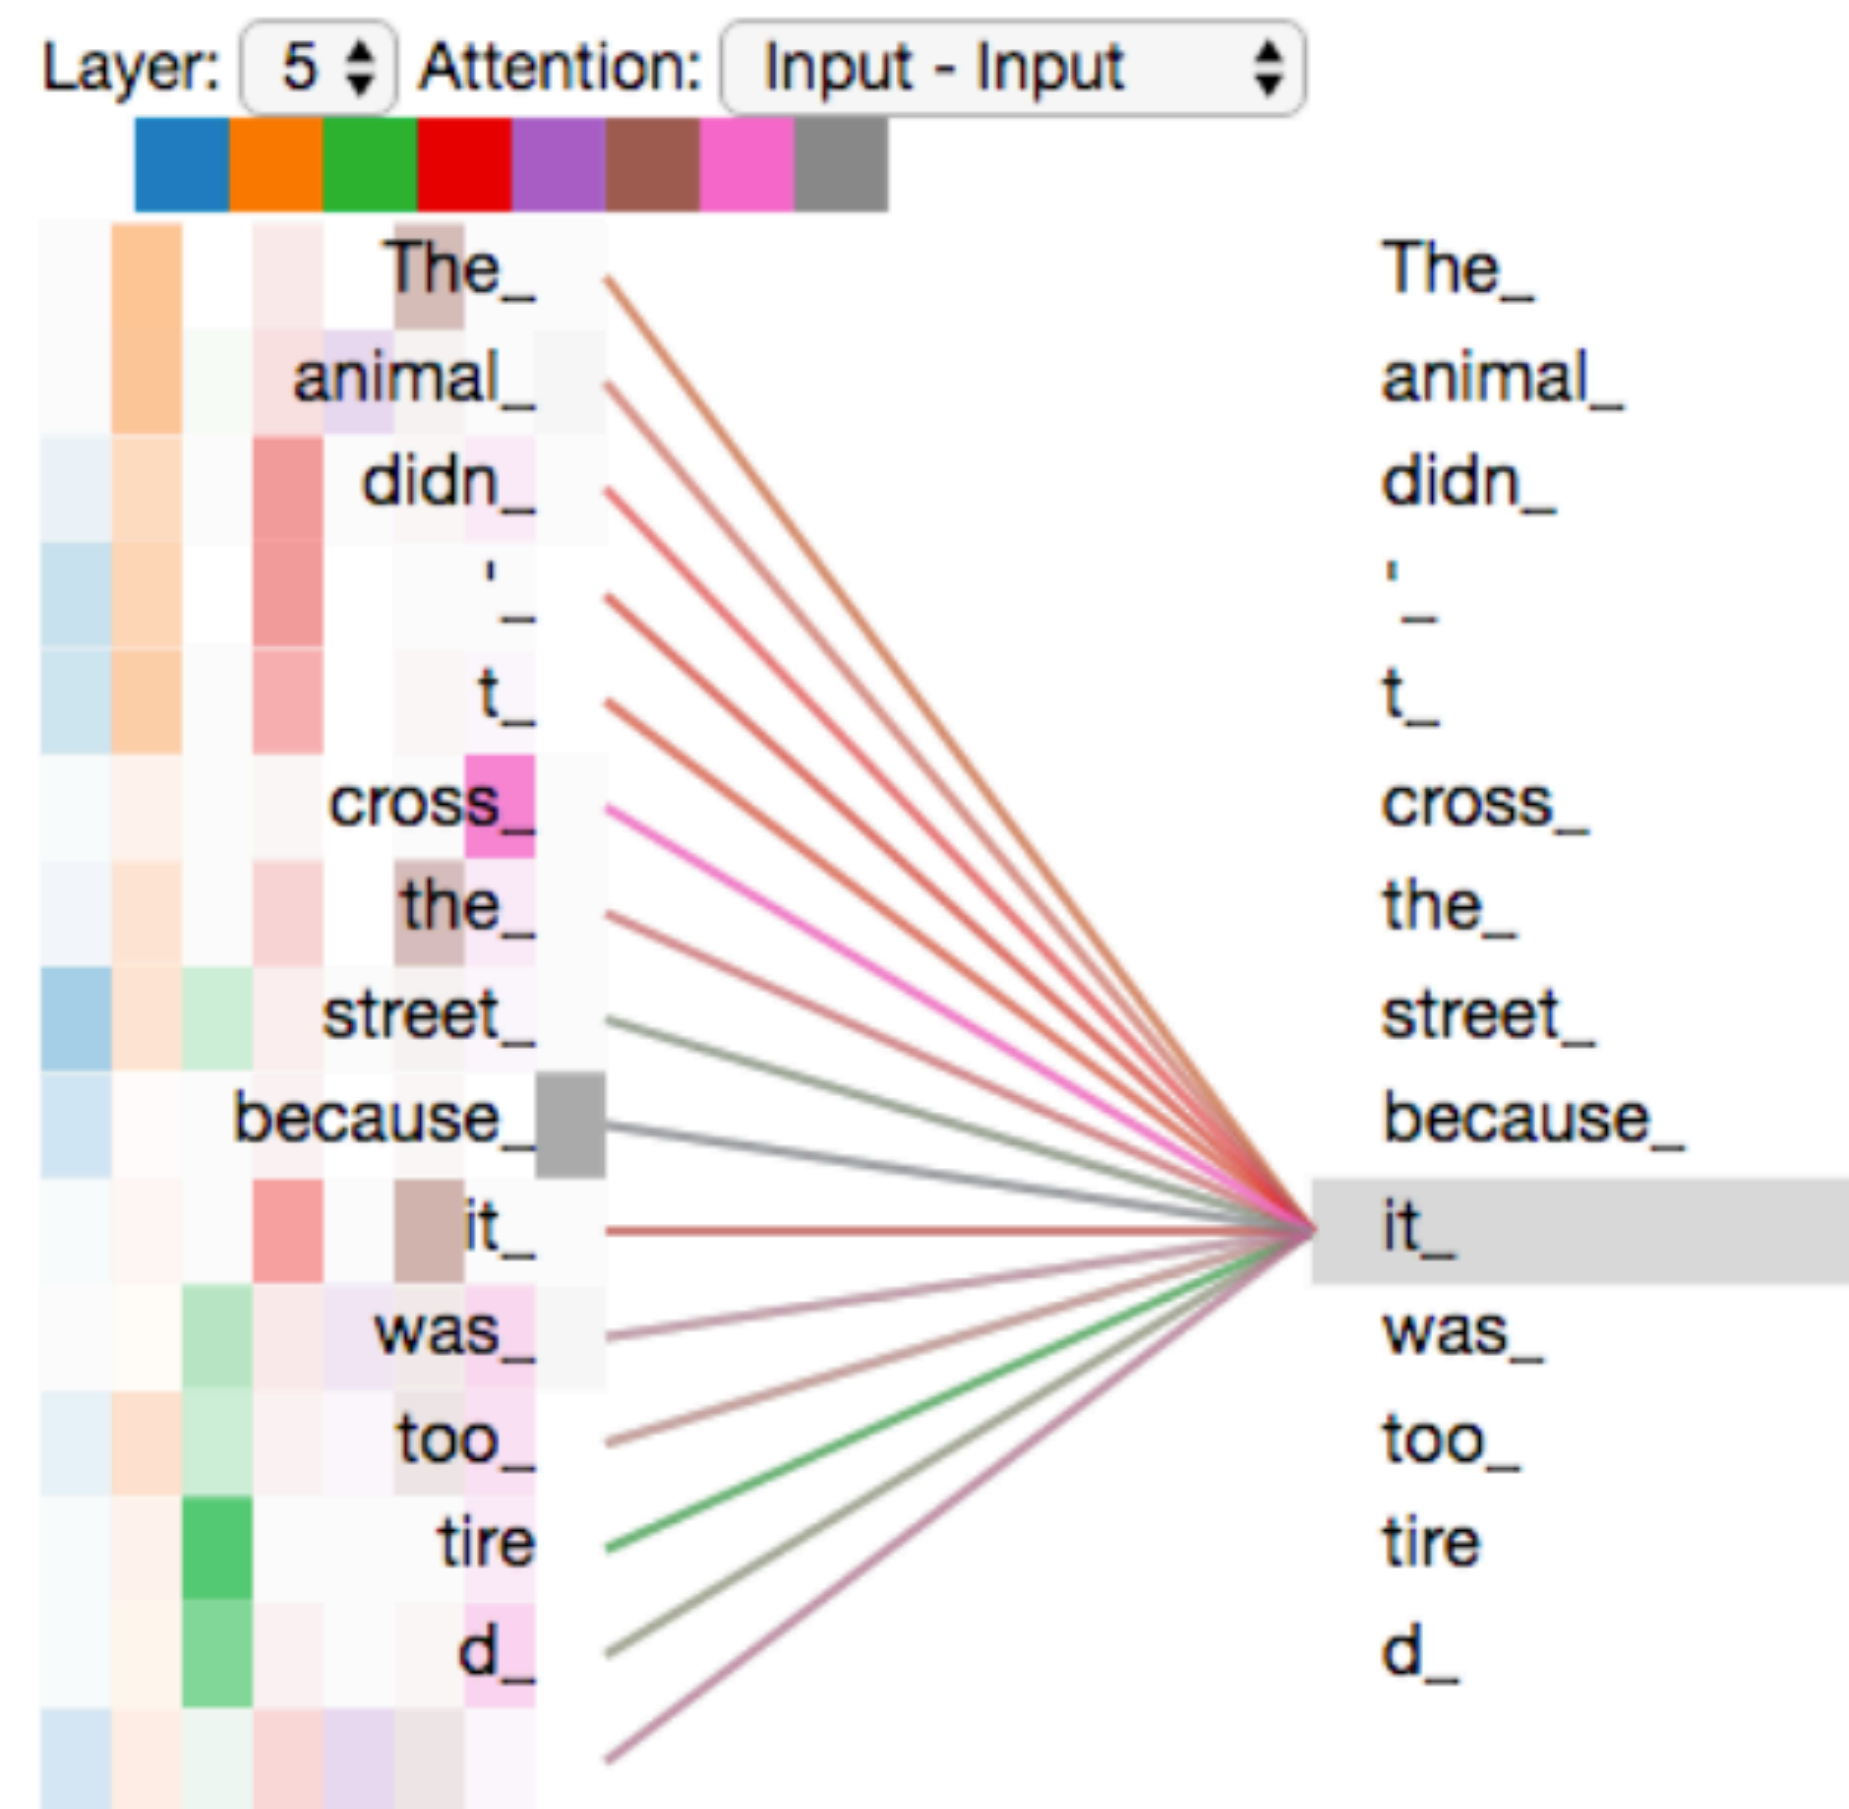 Layer: 5 Attention: Input - Input
The_ The_
animal_ animal_
didn_ didn_
'_ '_
t_ t_
cross_ cross_
the_ the_
street_ street_
because_ because_
it_ it_
was_ was_
too_ too_
tire tire
d_ d_